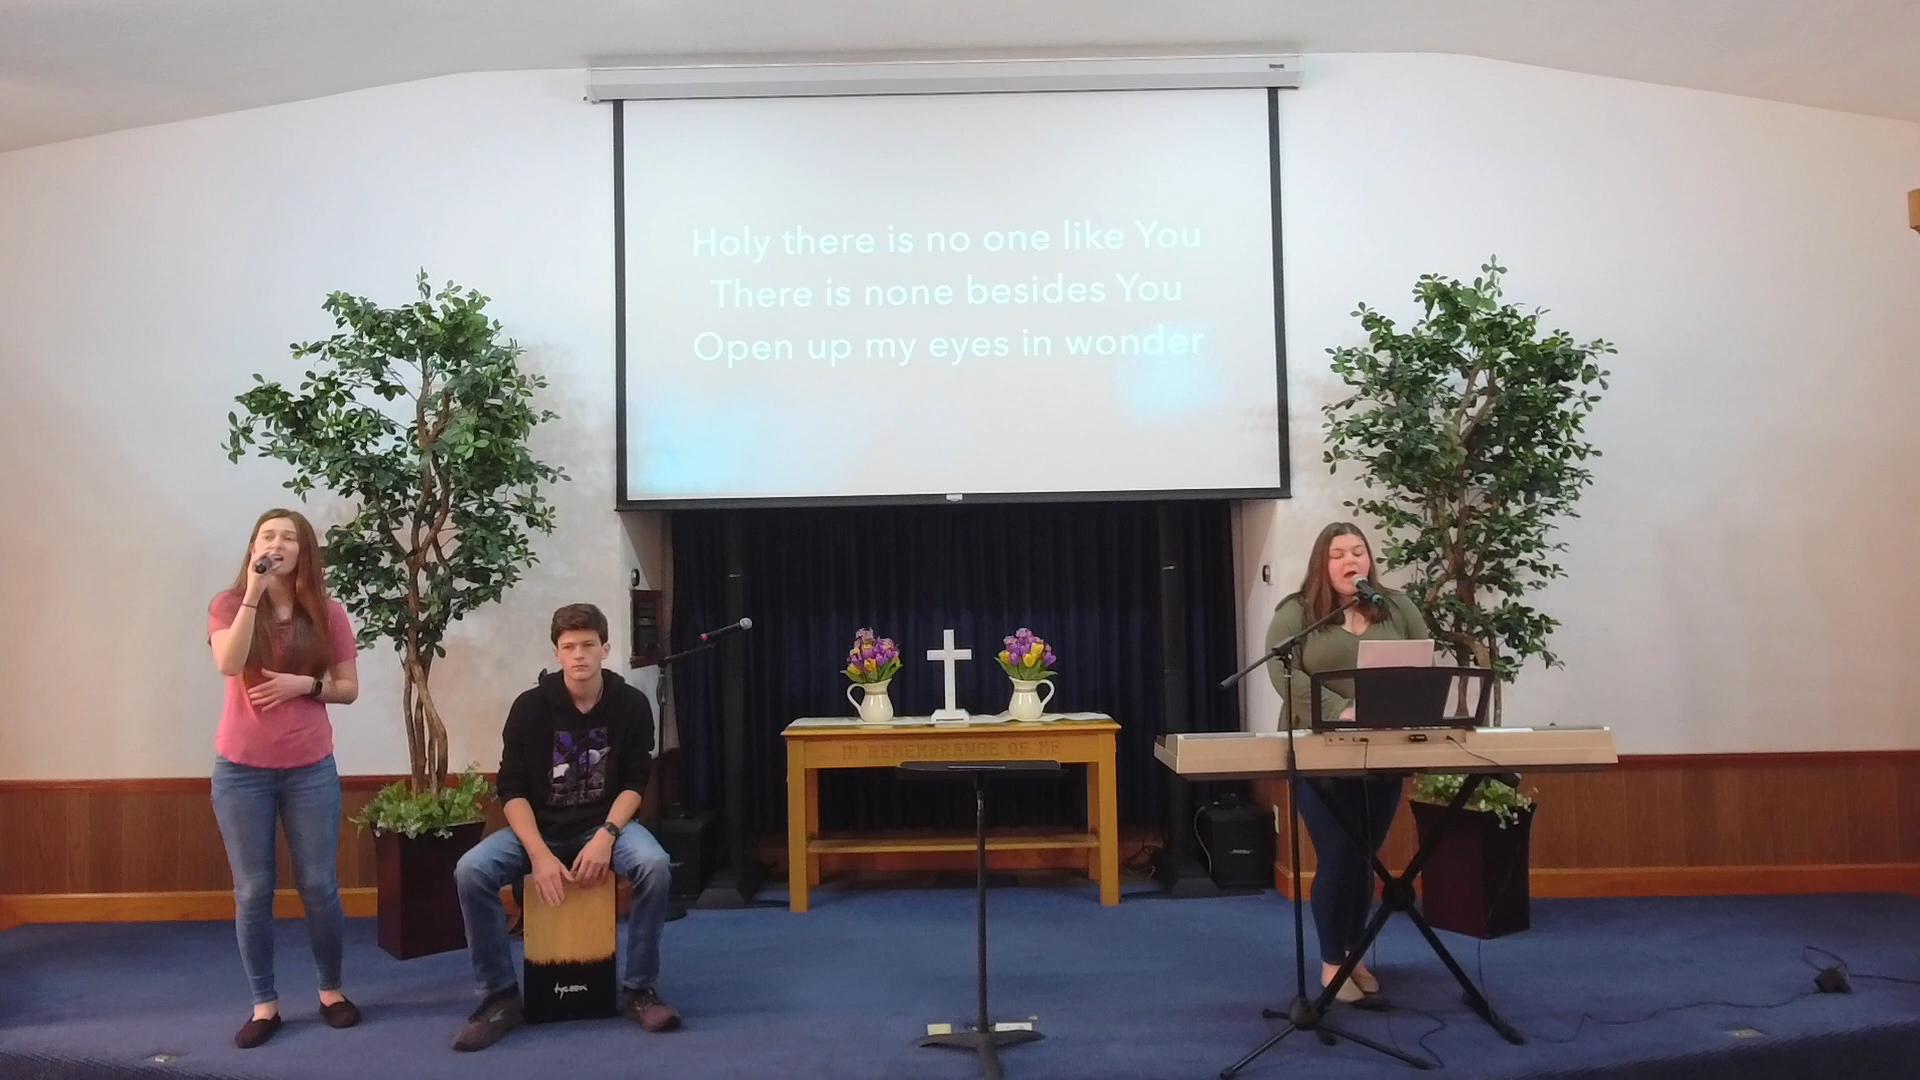 Holy there is no one like You
There is none besides You
Open up my eyes in wonder
IN REMEMBRANCE OF ME
tycoon